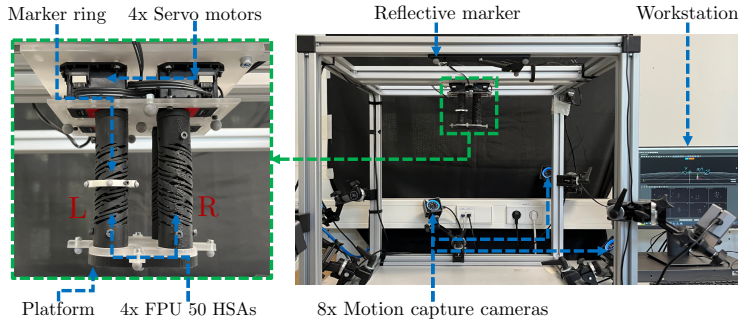 Marker ring
4x Servo motors
Reflective marker
Workstation
L
R
Platform
4x FPU 50 HSAs
8x Motion capture cameras